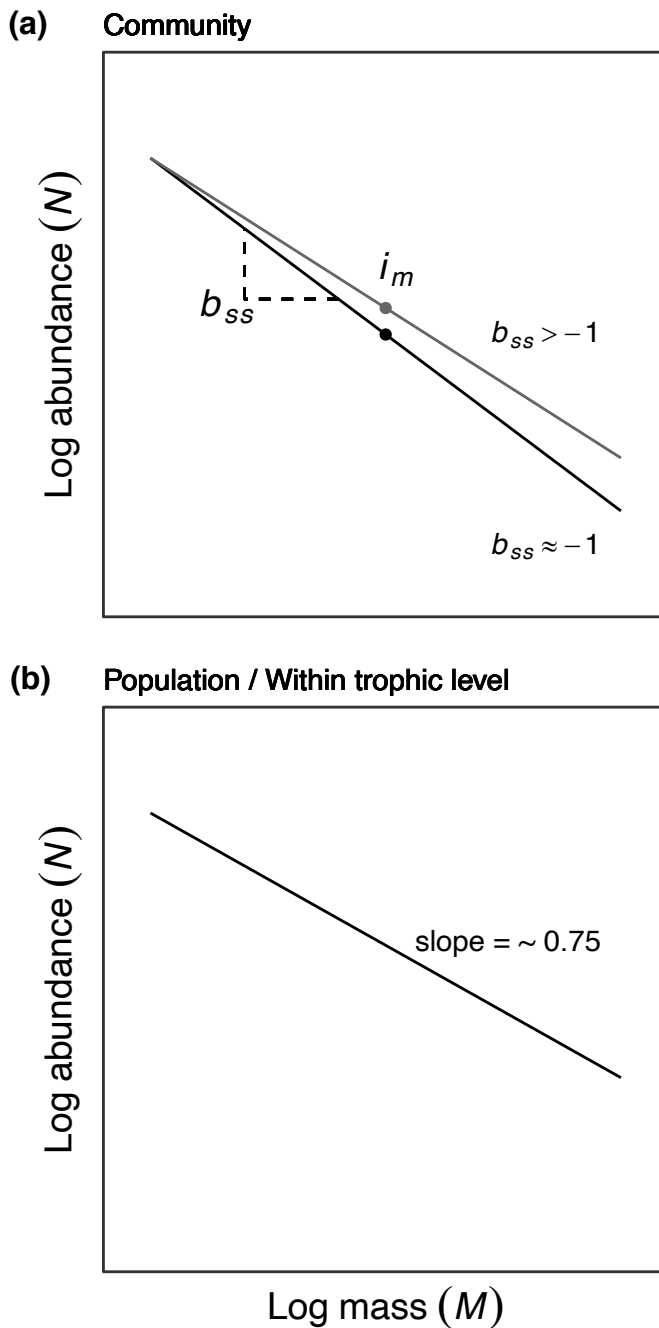 (a) Community
Log abundance (N)
i_m
b_ss
b_ss > −1
b_ss ≈ −1
(b) Population / Within trophic level
Log abundance (N)
slope = ~ 0.75
Log mass (M)